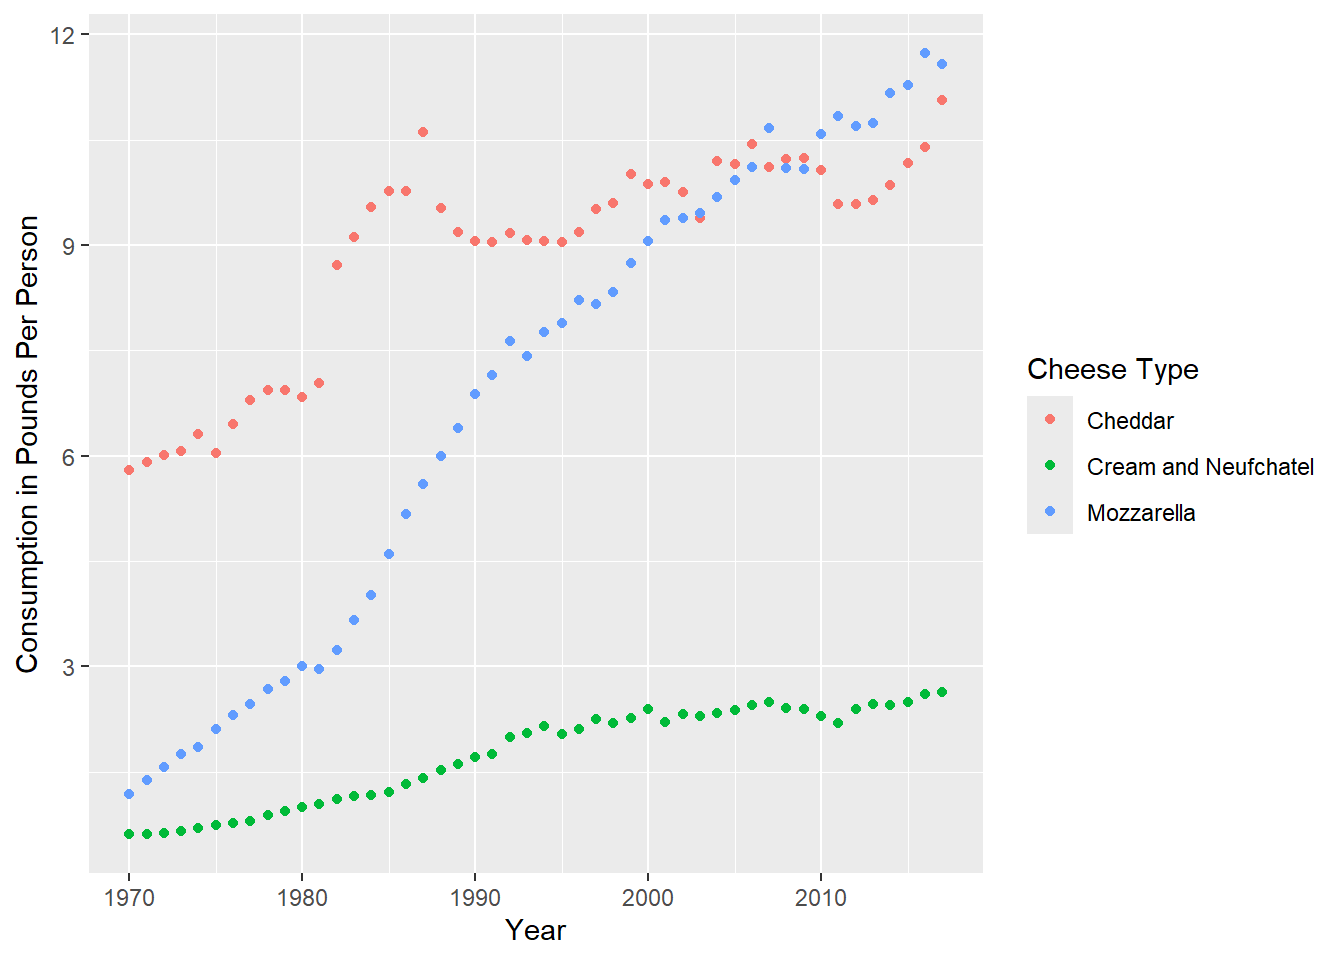 12
9
6
3
Consumption in Pounds Per Person
1970 1980 1990 2000 2010
Year
Cheese Type
Cheddar
Cream and Neufchatel
Mozzarella